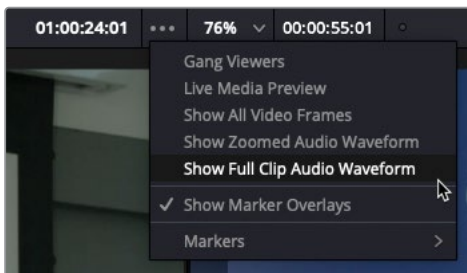 01:00:24:01 ••• 76% 00:00:55:01
Gang Viewers
Live Media Preview
Show All Video Frames
Show Zoomed Audio Waveform
Show Full Clip Audio Waveform
✓ Show Marker Overlays
Markers >